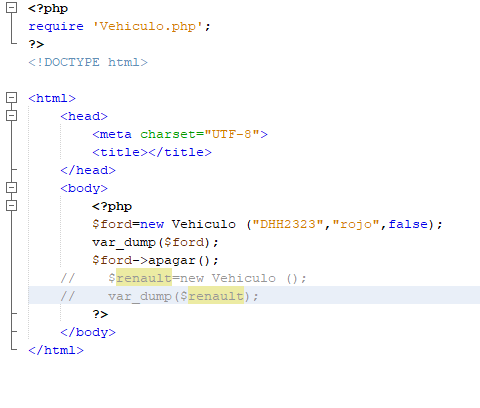 <?php
require 'Vehiculo.php';
?>
<!DOCTYPE html>
<html>
<head>
<meta charset="UTF-8">
<title></title>
</head>
<body>
<?php
$ford=new Vehiculo ("DHH2323","rojo",false);
var_dump($ford);
$ford->apagar();
// $renault=new Vehiculo ();
// var_dump($renault);
?>
</body>
</html>